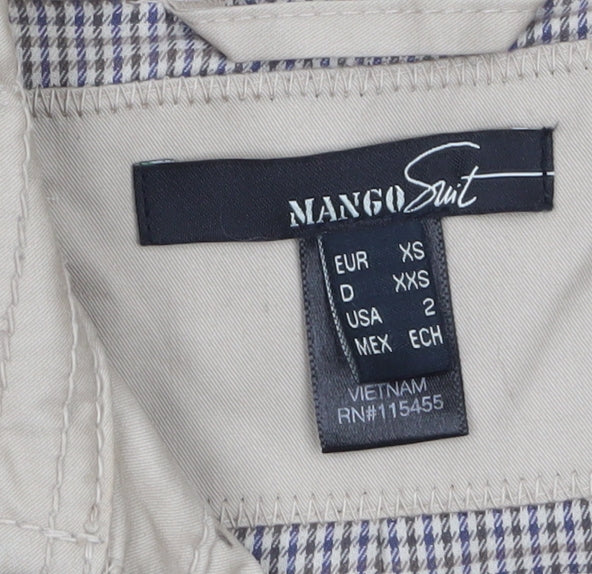 MANGO Suit
EUR XS
D XXS
USA 2
MEX ECH
VIETNAM
RN#115455